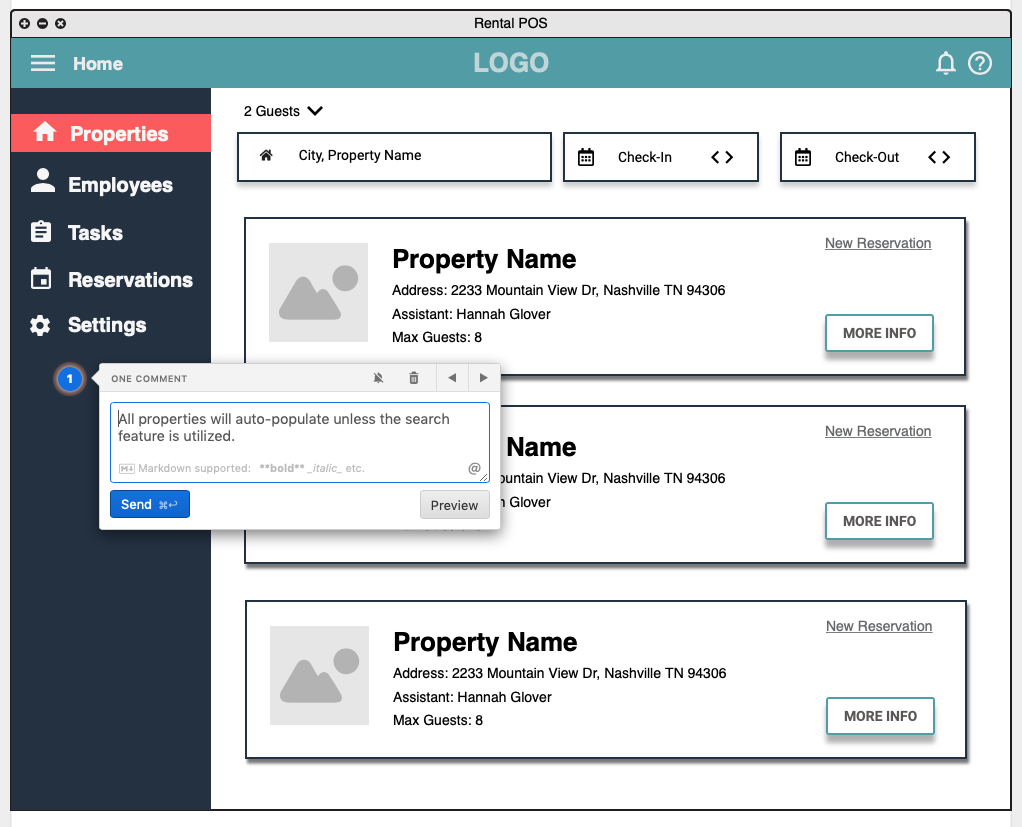 Rental POS
Home
LOGO
Properties
Employees
Tasks
Reservations
Settings
2 Guests
City, Property Name
Check-In
Check-Out
Property Name
New Reservation
Address: 2233 Mountain View Dr, Nashville TN 94306
Assistant: Hannah Glover
Max Guests: 8
MORE INFO
1
ONE COMMENT
All properties will auto-populate unless the search
feature is utilized.
Markdown supported: **bold** _italic_ etc.
@
Send
Preview
Name
New Reservation
View Dr, Nashville TN 94306
Glover
MORE INFO
Property Name
New Reservation
Address: 2233 Mountain View Dr, Nashville TN 94306
Assistant: Hannah Glover
Max Guests: 8
MORE INFO